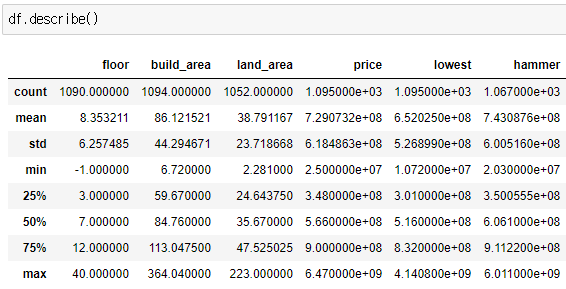 df.describe()
floor build_area land_area price lowest hammer
count 1090.000000 1094.000000 1052.000000 1.095000e+03 1.095000e+03 1.067000e+03
mean 8.353211 86.121521 38.791167 7.290732e+08 6.520250e+08 7.430876e+08
std 6.257485 44.294671 23.718668 6.184863e+08 5.268990e+08 6.005160e+08
min -1.000000 6.720000 2.281000 2.500000e+07 1.072000e+07 2.030000e+07
25% 3.000000 59.670000 24.643750 3.480000e+08 3.010000e+08 3.500555e+08
50% 7.000000 84.760000 35.670000 5.660000e+08 5.160000e+08 6.061000e+08
75% 12.000000 113.047500 47.525025 9.000000e+08 8.320000e+08 9.112200e+08
max 40.000000 364.040000 223.000000 6.470000e+09 4.140800e+09 6.011000e+09